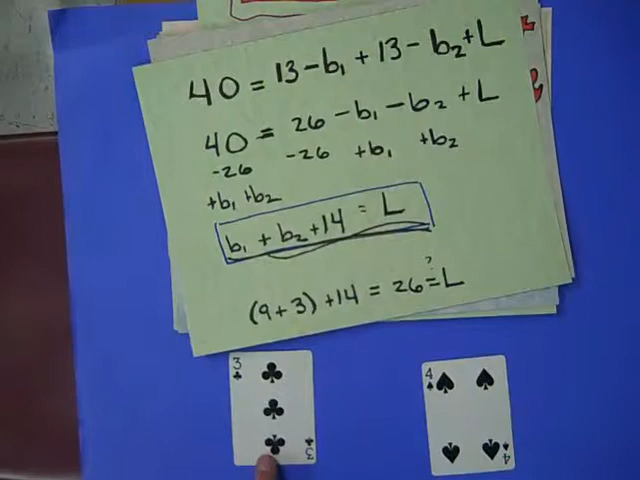 40 = 13 - b₁ + 13 - b₂ + L
40 = 26 - b₁ - b₂ + L
-26 -26 +b₁ +b₂
+b₁ +b₂
b₁ + b₂ + 14 = L
?
(9+3) + 14 = 26 = L
3 4
3 4